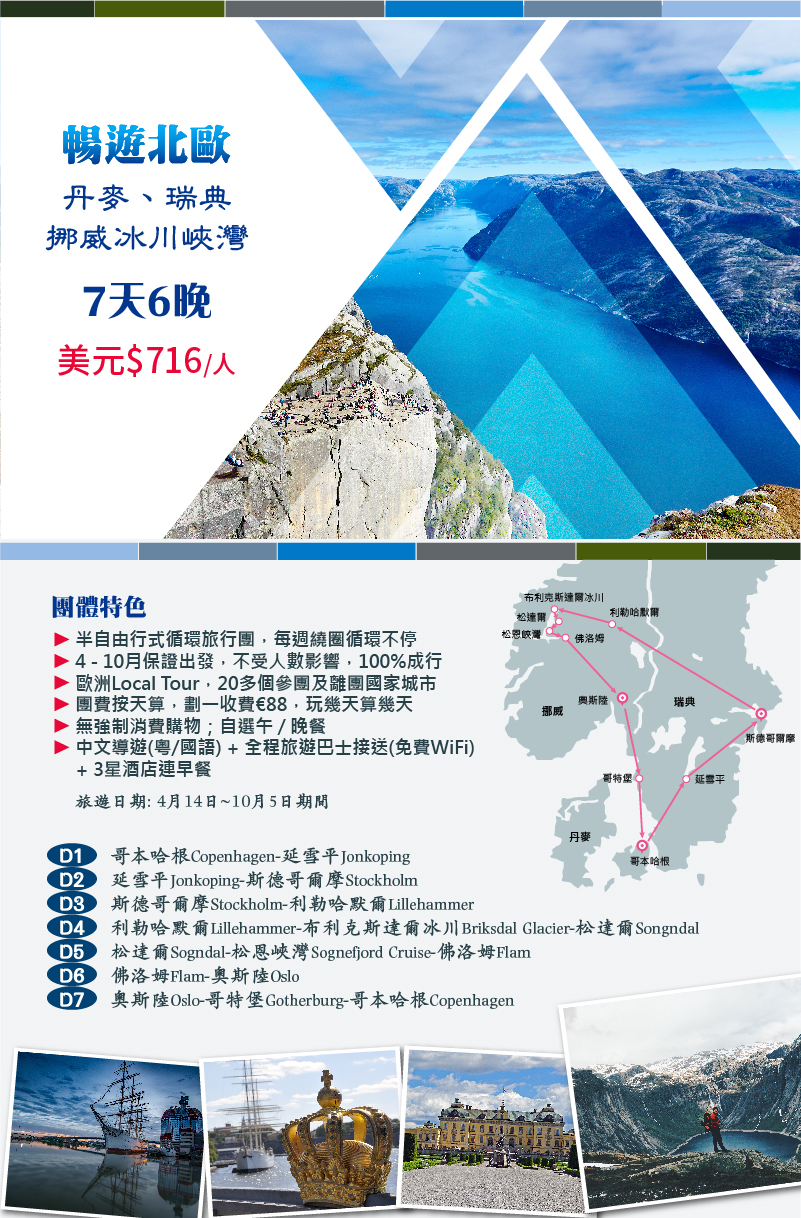 暢遊北歐
丹麥、瑞典
挪威冰川峽灣
7天6晚
美元$716/人
團體特色
半自由行式循環旅行團，每週繞圈循環不停
4 - 10月保證出發，不受人數影響，100%成行
歐洲Local Tour，20多個參團及離團國家城市
團費按天算，劃一收費€88，玩幾天算幾天
無強制消費購物；自選午 / 晚餐
中文導遊(粵/國語) + 全程旅遊巴士接送(免費WiFi)
+ 3星酒店連早餐
旅遊日期: 4月14日~10月5日期間
布利克斯達爾冰川
松達爾
利勒哈默爾
松恩峽灣
佛洛姆
奧斯陸
瑞典
挪威
斯德哥爾摩
哥特堡
延雪平
丹麥
哥本哈根
D1 哥本哈根Copenhagen-延雪平Jonkoping
D2 延雪平Jonkoping-斯德哥爾摩Stockholm
D3 斯德哥爾摩Stockholm-利勒哈默爾Lillehammer
D4 利勒哈默爾Lillehammer-布利克斯達爾冰川Briksdal Glacier-松達爾Songndal
D5 松達爾Sogndal-松恩峽灣Sognefjord Cruise-佛洛姆Flam
D6 佛洛姆Flam-奧斯陸Oslo
D7 奧斯陸Oslo-哥特堡Gotherburg-哥本哈根Copenhagen